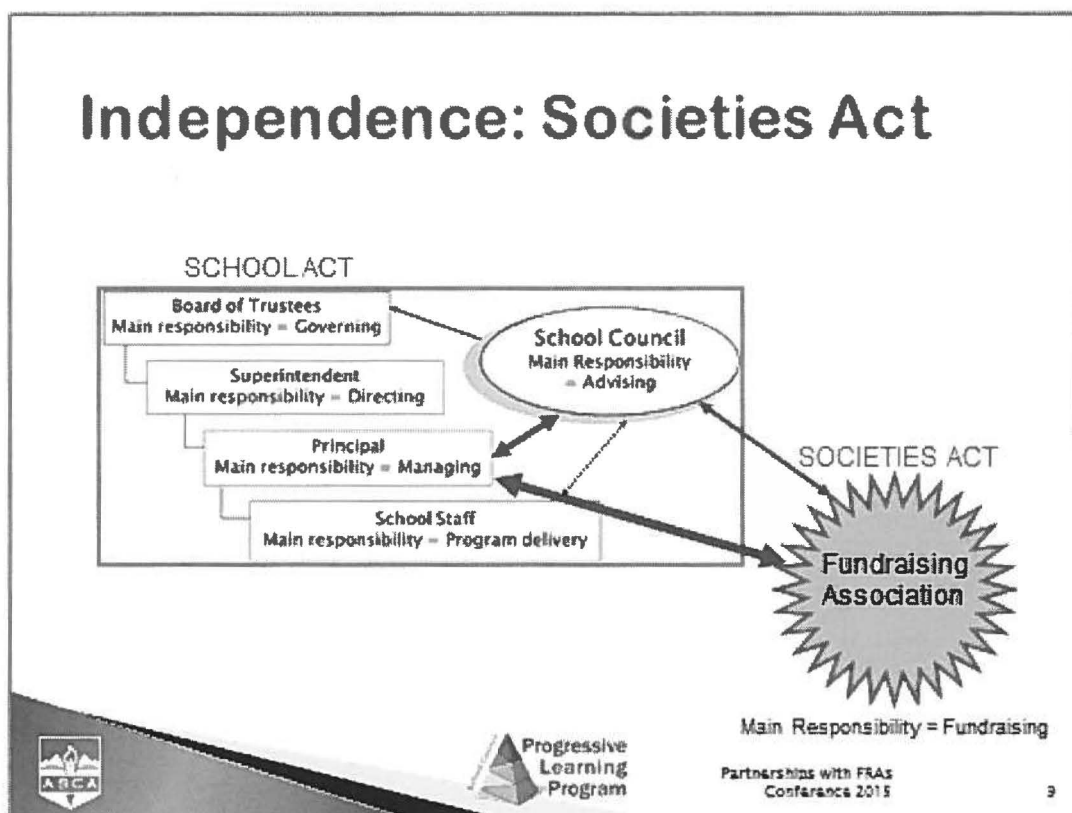 Independence: Societies Act
SCHOOL ACT
Board of Trustees
Main responsibility = Governing
Superintendent
Main responsibility = Directing
Principal
Main responsibility = Managing
School Staff
Main responsibility = Program delivery
School Council
Main Responsibility
= Advising
SOCIETIES ACT
Fundraising
Association
Main Responsibility = Fundraising
ASCA
Progressive
Learning
Program
Partnerships with FRAs
Conference 2015
9